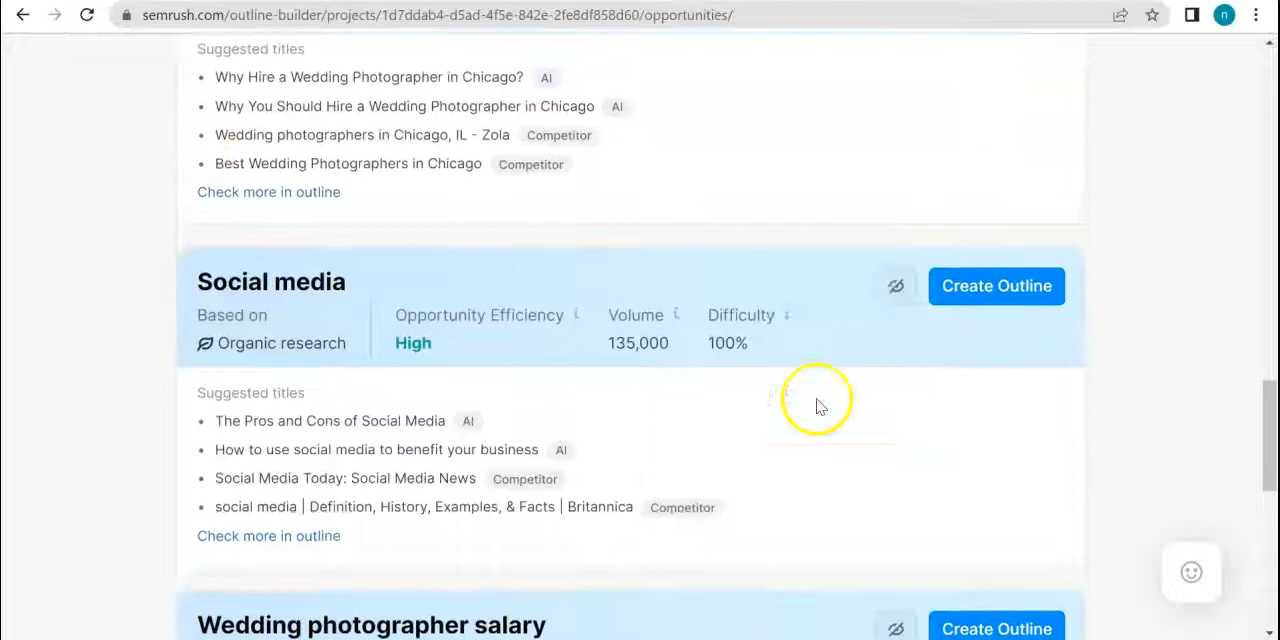 semrush.com/outline-builder/projects/1d7ddab4-d5ad-4f5e-842e-2fe8df858d60/opportunities/
n
Suggested titles
• Why Hire a Wedding Photographer in Chicago? AI
• Why You Should Hire a Wedding Photographer in Chicago AI
• Wedding photographers in Chicago, IL - Zola Competitor
• Best Wedding Photographers in Chicago Competitor
Check more in outline
Social media
Create Outline
Based on Opportunity Efficiency i Volume i Difficulty i
Organic research High 135,000 100%
Suggested titles
• The Pros and Cons of Social Media AI
• How to use social media to benefit your business AI
• Social Media Today: Social Media News Competitor
• social media | Definition, History, Examples, & Facts | Britannica Competitor
Check more in outline
Wedding photographer salary
Create Outline